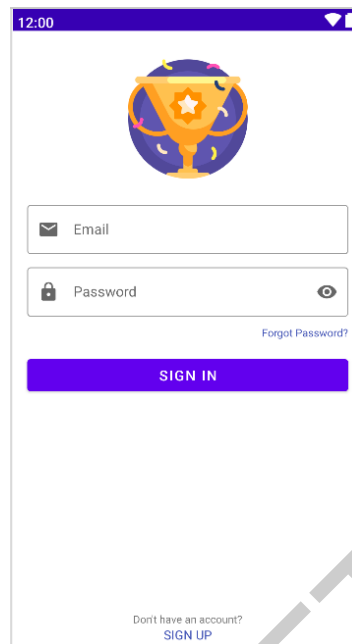 12:00
Email
Password
Forgot Password?
SIGN IN
Don't have an account?
SIGN UP